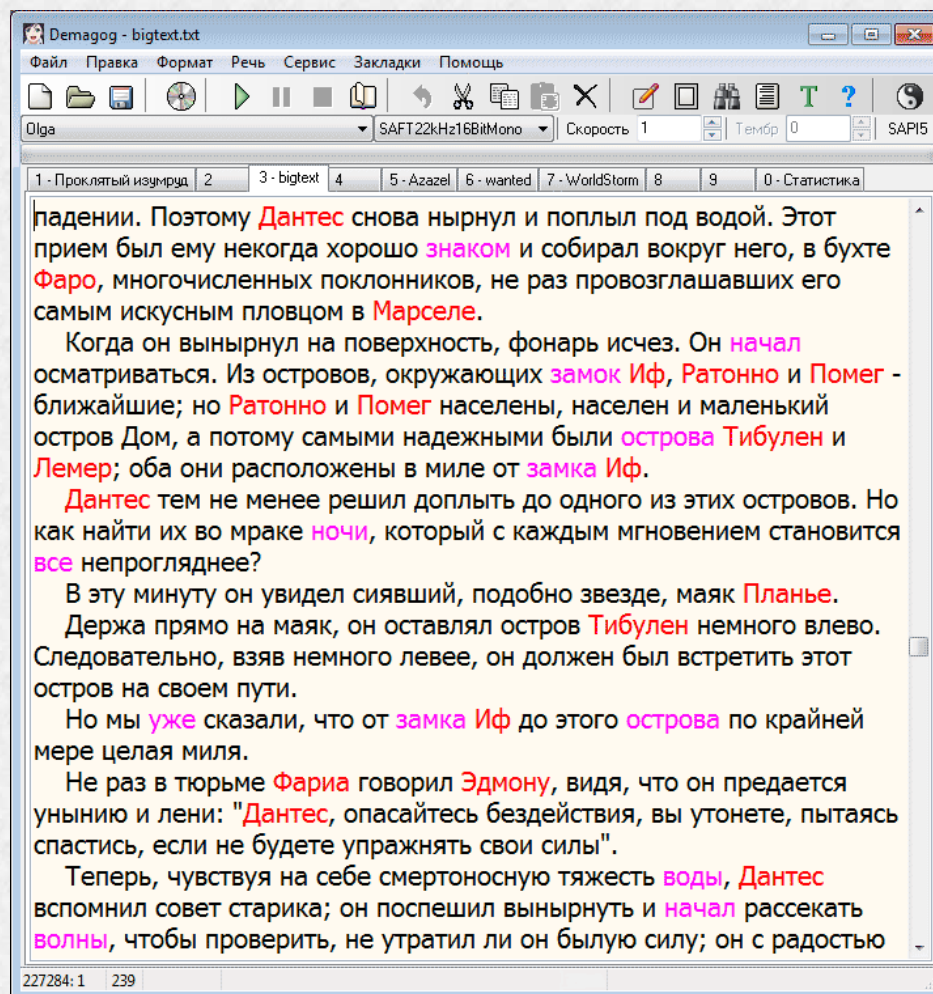 Demagog - bigtext.txt
Файл Правка Формат Речь Сервис Закладки Помощь
T ?
Olga SAFT22kHz16BitMono Скорость 1 Тембр 0 SAPI5
1 - Проклятый изумруд 2 3 - bigtext 4 5 - Azazel 6 - wanted 7 - WorldStorm 8 9 0 - Статистика
падении. Поэтому Дантес снова нырнул и поплыл под водой. Этот
прием был ему некогда хорошо знаком и собирал вокруг него, в бухте
Фаро, многочисленных поклонников, не раз провозглашавших его
самым искусным пловцом в Марселе.
Когда он вынырнул на поверхность, фонарь исчез. Он начал
осматриваться. Из островов, окружающих замок Иф, Ратонно и Помег -
ближайшие; но Ратонно и Помег населены, населен и маленький
остров Дом, а потому самыми надежными были острова Тибулен и
Лемер; оба они расположены в миле от замка Иф.
Дантес тем не менее решил доплыть до одного из этих островов. Но
как найти их во мраке ночи, который с каждым мгновением становится
все непрогляднее?
В эту минуту он увидел сиявший, подобно звезде, маяк Планье.
Держа прямо на маяк, он оставлял остров Тибулен немного влево.
Следовательно, взяв немного левее, он должен был встретить этот
остров на своем пути.
Но мы уже сказали, что от замка Иф до этого острова по крайней
мере целая миля.
Не раз в тюрьме Фариа говорил Эдмону, видя, что он предается
унынию и лени: "Дантес, опасайтесь бездействия, вы утонете, пытаясь
спастись, если не будете упражнять свои силы".
Теперь, чувствуя на себе смертоносную тяжесть воды, Дантес
вспомнил совет старика; он поспешил вынырнуть и начал рассекать
волны, чтобы проверить, не утратил ли он былую силу; он с радостью
227284: 1 239